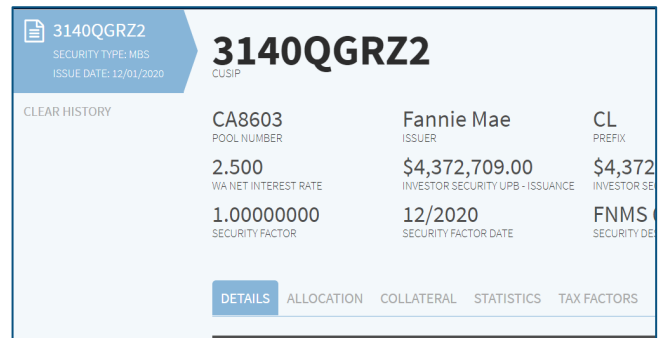 3140QGRZ2
SECURITY TYPE: MBS
ISSUE DATE: 12/01/2020
CLEAR HISTORY
3140QGRZ2
CUSIP
CA8603 Fannie Mae CL
POOL NUMBER ISSUER PREFIX
2.500 $4,372,709.00 $4,372
WA NET INTEREST RATE INVESTOR SECURITY UPB - ISSUANCE INVESTOR SE
1.00000000 12/2020 FNMS
SECURITY FACTOR SECURITY FACTOR DATE SECURITY DES
DETAILS ALLOCATION COLLATERAL STATISTICS TAX FACTORS